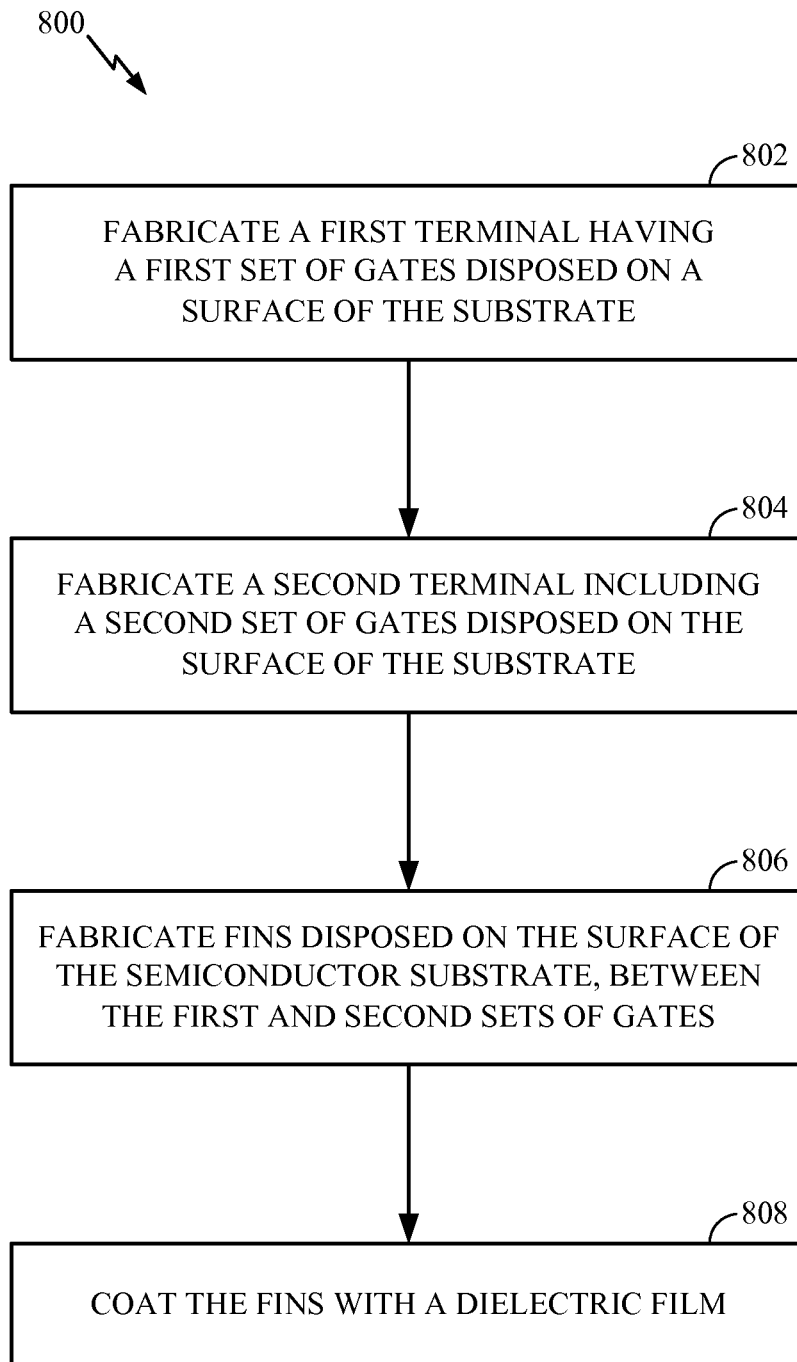 800
802
FABRICATE A FIRST TERMINAL HAVING
A FIRST SET OF GATES DISPOSED ON A
SURFACE OF THE SUBSTRATE
804
FABRICATE A SECOND TERMINAL INCLUDING
A SECOND SET OF GATES DISPOSED ON THE
SURFACE OF THE SUBSTRATE
806
FABRICATE FINS DISPOSED ON THE SURFACE OF
THE SEMICONDUCTOR SUBSTRATE, BETWEEN
THE FIRST AND SECOND SETS OF GATES
808
COAT THE FINS WITH A DIELECTRIC FILM